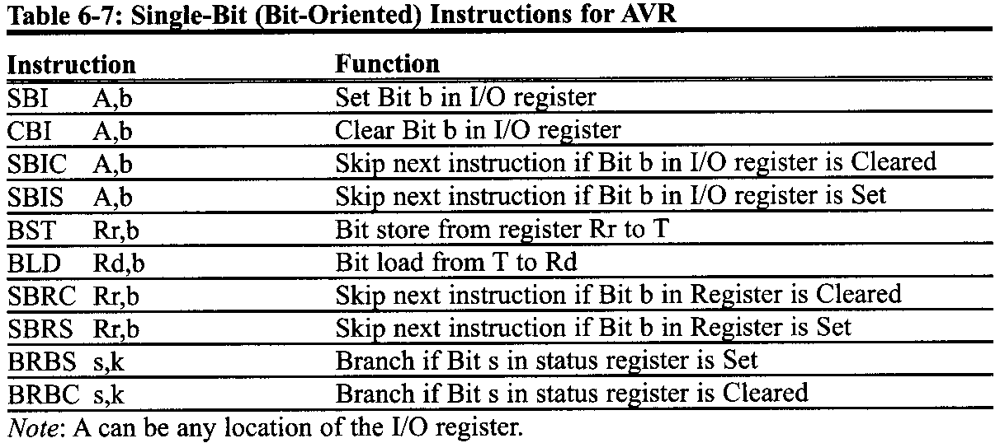 Table 6-7: Single-Bit (Bit-Oriented) Instructions for AVR
Instruction Function
SBI A,b Set Bit b in I/O register
CBI A,b Clear Bit b in I/O register
SBIC A,b Skip next instruction if Bit b in I/O register is Cleared
SBIS A,b Skip next instruction if Bit b in I/O register is Set
BST Rr,b Bit store from register Rr to T
BLD Rd,b Bit load from T to Rd
SBRC Rr,b Skip next instruction if Bit b in Register is Cleared
SBRS Rr,b Skip next instruction if Bit b in Register is Set
BRBS s,k Branch if Bit s in status register is Set
BRBC s,k Branch if Bit s in status register is Cleared
Note: A can be any location of the I/O register.